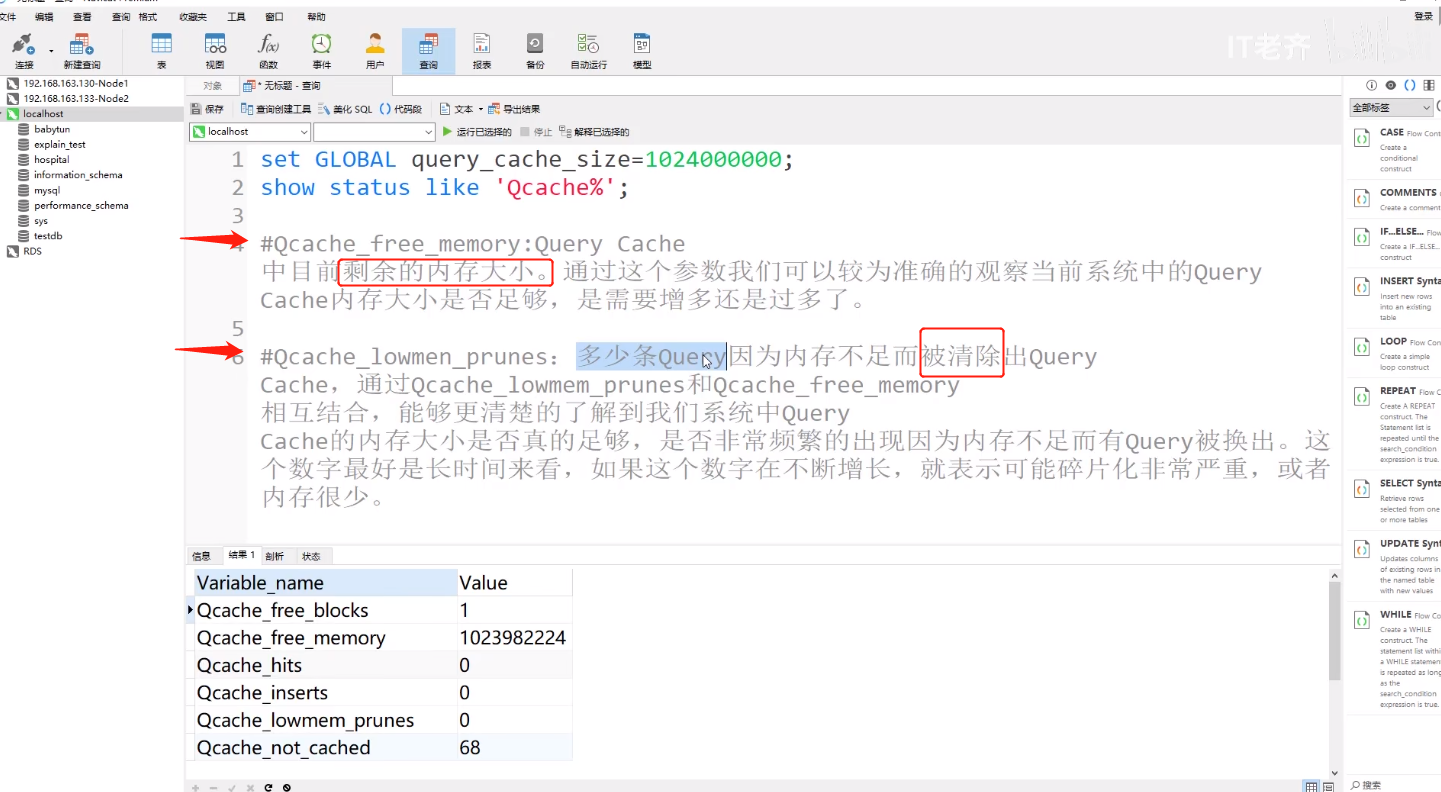 文件 编辑 查看 查询 格式 收藏夹 工具 窗口 帮助
登录
IT老齐
连接 新建查询 表 视图 函数 事件 用户 查询 报表 备份 自动运行 模型
192.168.163.130-Node1
192.168.163.133-Node2
localhost
babytun
explain_test
hospital
information_schema
mysql
performance_schema
sys
testdb
RDS
对象 * 无标题 - 查询
保存 查询创建工具 美化 SQL () 代码段 文本 导出结果
localhost 运行已选择的 停止 解释已选择的
1 set GLOBAL query_cache_size=1024000000;
2 show status like 'Qcache%';
3
4 #Qcache_free_memory:Query Cache
中目前剩余的内存大小。通过这个参数我们可以较为准确的观察当前系统中的Query
Cache内存大小是否足够，是需要增多还是过多了。
5
6 #Qcache_lowmen_prunes：多少条Query因为内存不足而被清除出Query
Cache，通过Qcache_lowmem_prunes和Qcache_free_memory
相互结合，能够更清楚的了解到我们系统中Query
Cache的内存大小是否真的足够，是否非常频繁的出现因为内存不足而有Query被换出。这
个数字最好是长时间来看，如果这个数字在不断增长，就表示可能碎片化非常严重，或者
内存很少。
信息 结果 1 剖析 状态
Variable_name Value
Qcache_free_blocks 1
Qcache_free_memory 1023982224
Qcache_hits 0
Qcache_inserts 0
Qcache_lowmem_prunes 0
Qcache_not_cached 68
全部标签
CASE Flow Cont
Create a
conditional
construct
COMMENTS
Create a comment
IF...ELSE... Flow
Create a IF...ELSE...
construct
INSERT Synta
Insert new rows
into an existing
table
LOOP Flow Con
Create a simple
loop construct
REPEAT Flow C
Create A REPEAT
construct. The
Statement list is
repeated until the
search_condition
expression is true.
SELECT Synta
Retrieve rows
selected from one
or more tables
UPDATE Synt
Updates columns
of existing rows in
the named table
with new values
WHILE Flow Co
Create a WHILE
construct. The
statement list withi
a WHILE statement
is repeated as long
as the
search_condition
expression is true.
搜索